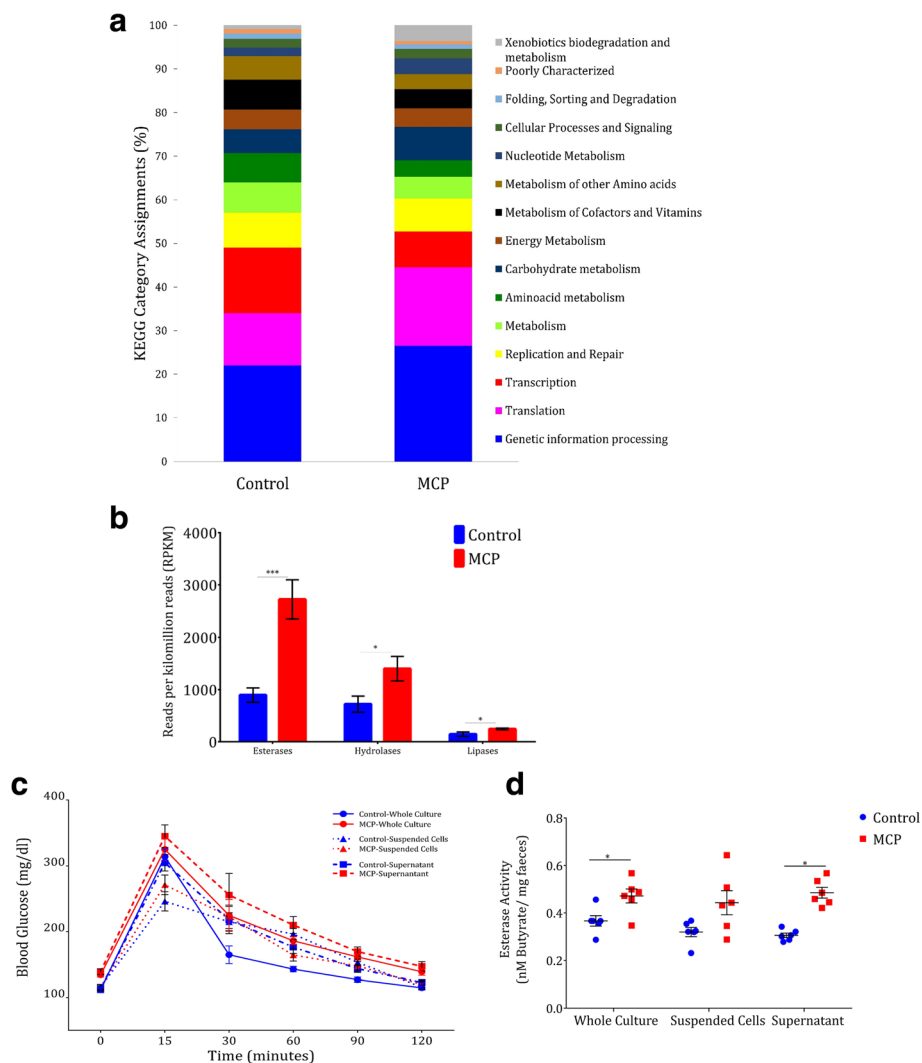 a
100
90
80
70
60
50
40
30
20
10
0
KEGG Category Assignments (%)
Control
MCP
Xenobiotics biodegradation and
metabolism
Poorly Characterized
Folding, Sorting and Degradation
Cellular Processes and Signaling
Nucleotide Metabolism
Metabolism of other Amino acids
Metabolism of Cofactors and Vitamins
Energy Metabolism
Carbohydrate metabolism
Aminoacid metabolism
Metabolism
Replication and Repair
Transcription
Translation
Genetic information processing
b
4000
3000
2000
1000
0
Reads per kilomillion reads (RPKM)
Control
MCP
***
*
*
Esterases
Hydrolases
Lipases
c
400
300
200
100
Blood Glucose (mg/dl)
Control-Whole Culture
MCP-Whole Culture
Control-Suspended Cells
MCP-Suspended Cells
Control-Supernatant
MCP-Supernantant
0
15
30
60
90
120
Time (minutes)
d
0.8
0.6
0.4
0.2
0.0
Esterase Activity
(nM Butyrate/ mg faeces)
Control
MCP
*
*
Whole Culture
Suspended Cells
Supernatant